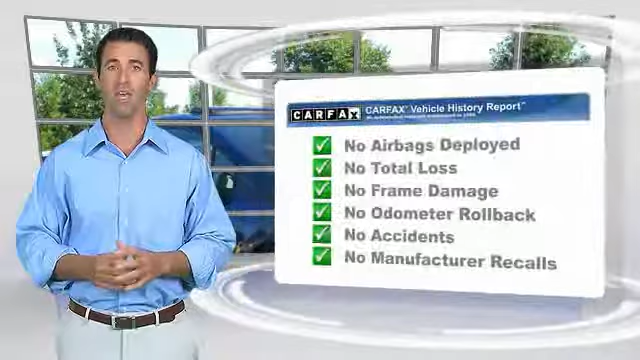 CARFAX CARFAX™ Vehicle History Report™
No Airbags Deployed
No Total Loss
No Frame Damage
No Odometer Rollback
No Accidents
No Manufacturer Recalls